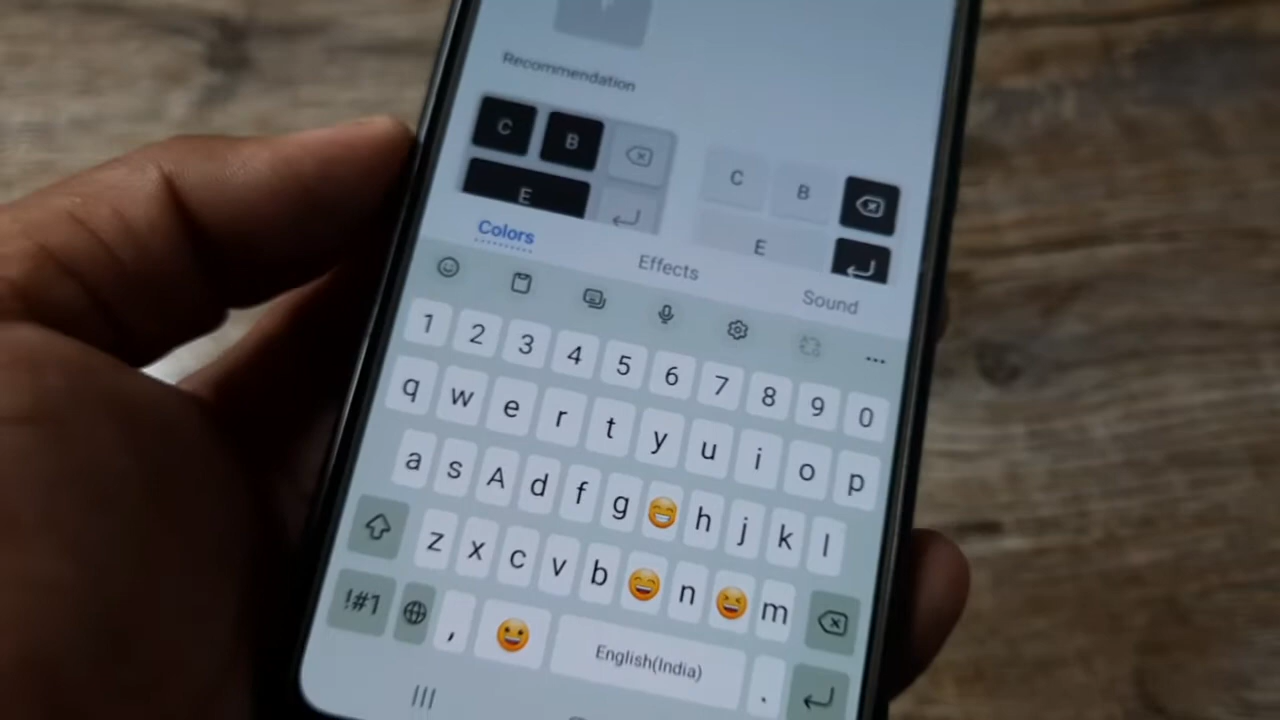 Recommendation
C B
E
C B
E
Colors Effects Sound
1 2 3 4 5 6 7 8 9 0
q w e r t y u i o p
a s A d f g h j k l
z x c v b n m
!#1 , English(India) .